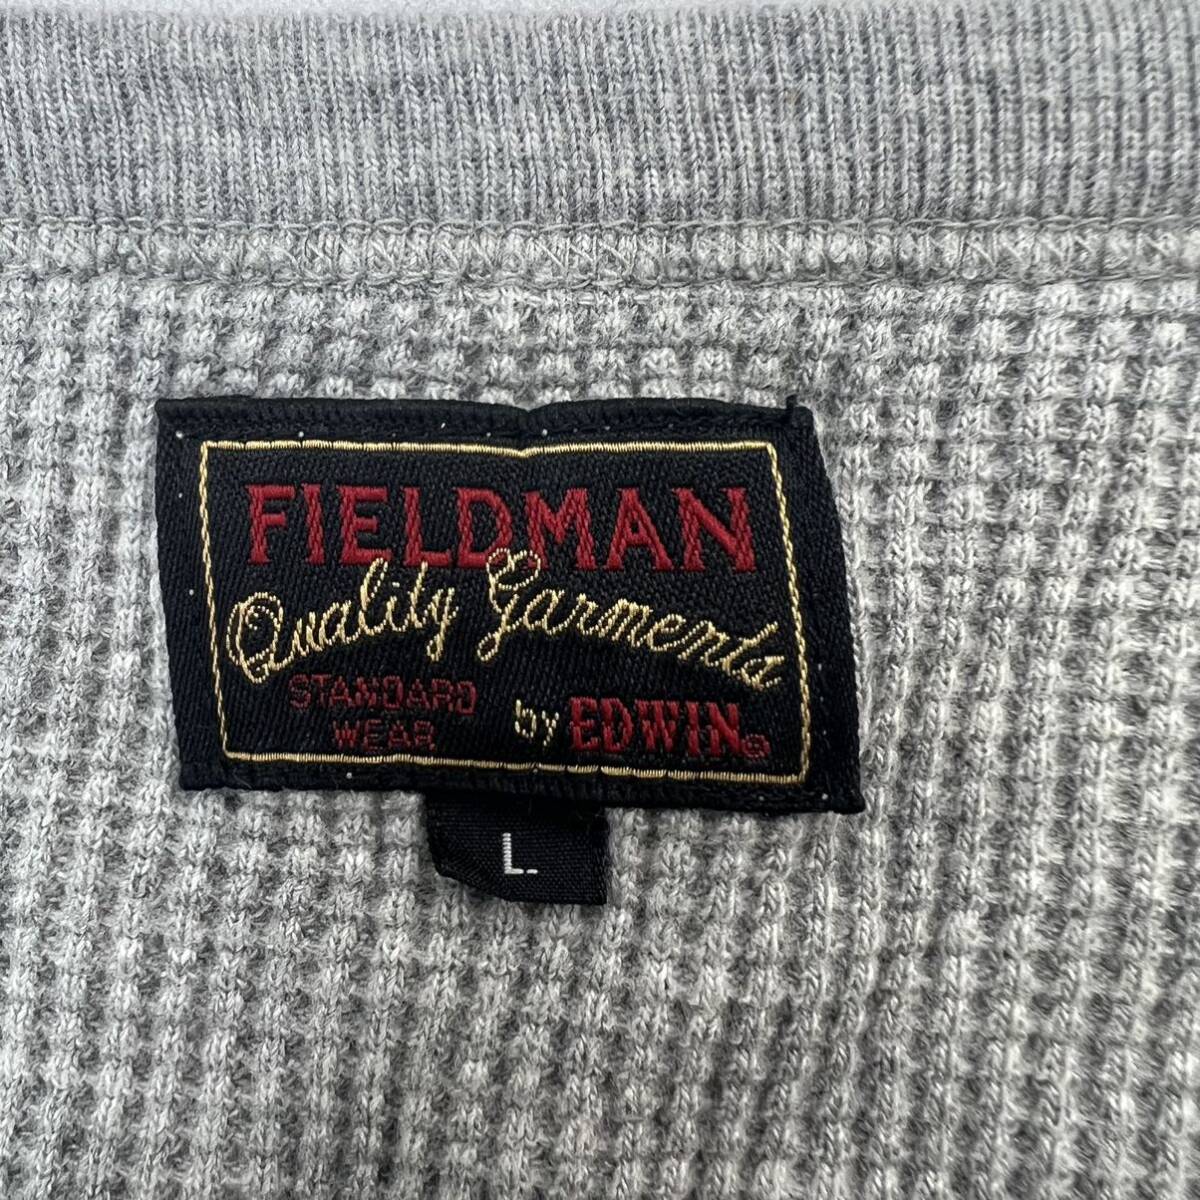 FIELDMAN
Quality Garments
STANDARD
WEAR
by EDWIN®
L